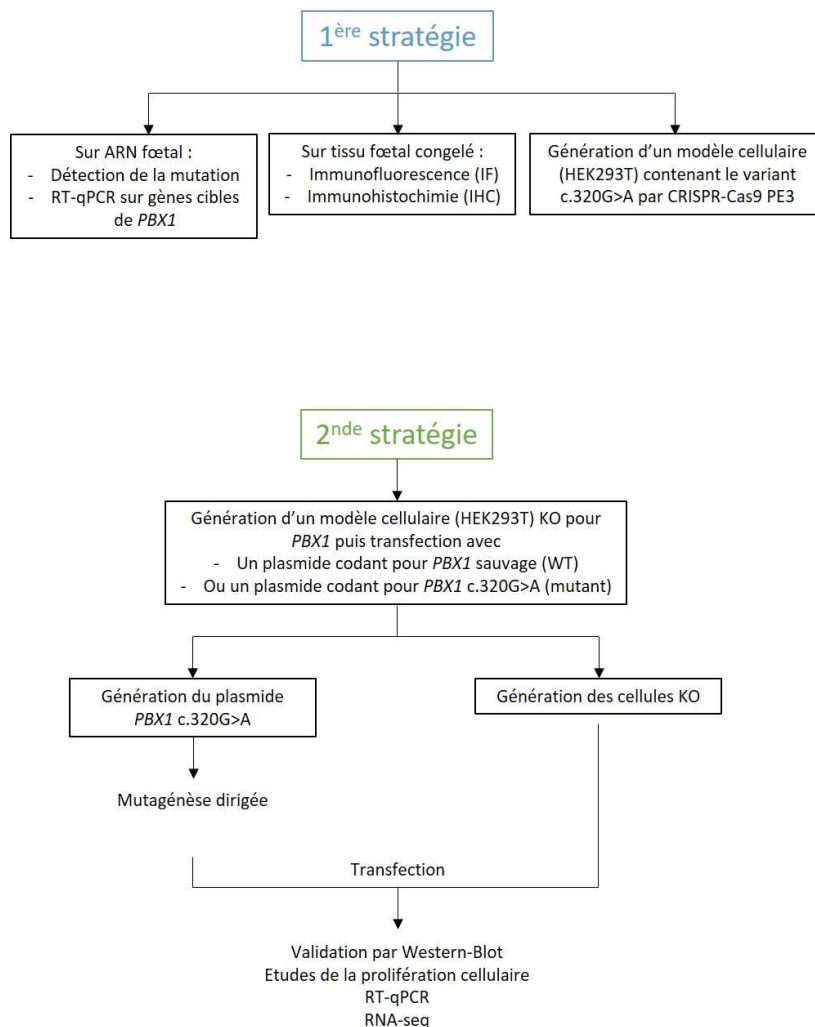 1ère stratégie
Sur ARN fœtal :
- Détection de la mutation
- RT-qPCR sur gènes cibles
de PBX1
Sur tissu fœtal congelé :
- Immunofluorescence (IF)
- Immunohistochimie (IHC)
Génération d’un modèle cellulaire
(HEK293T) contenant le variant
c.320G>A par CRISPR-Cas9 PE3
2nde stratégie
Génération d’un modèle cellulaire (HEK293T) KO pour
PBX1 puis transfection avec
- Un plasmide codant pour PBX1 sauvage (WT)
- Ou un plasmide codant pour PBX1 c.320G>A (mutant)
Génération du plasmide
PBX1 c.320G>A
Génération des cellules KO
Mutagénèse dirigée
Transfection
Validation par Western-Blot
Etudes de la prolifération cellulaire
RT-qPCR
RNA-seq